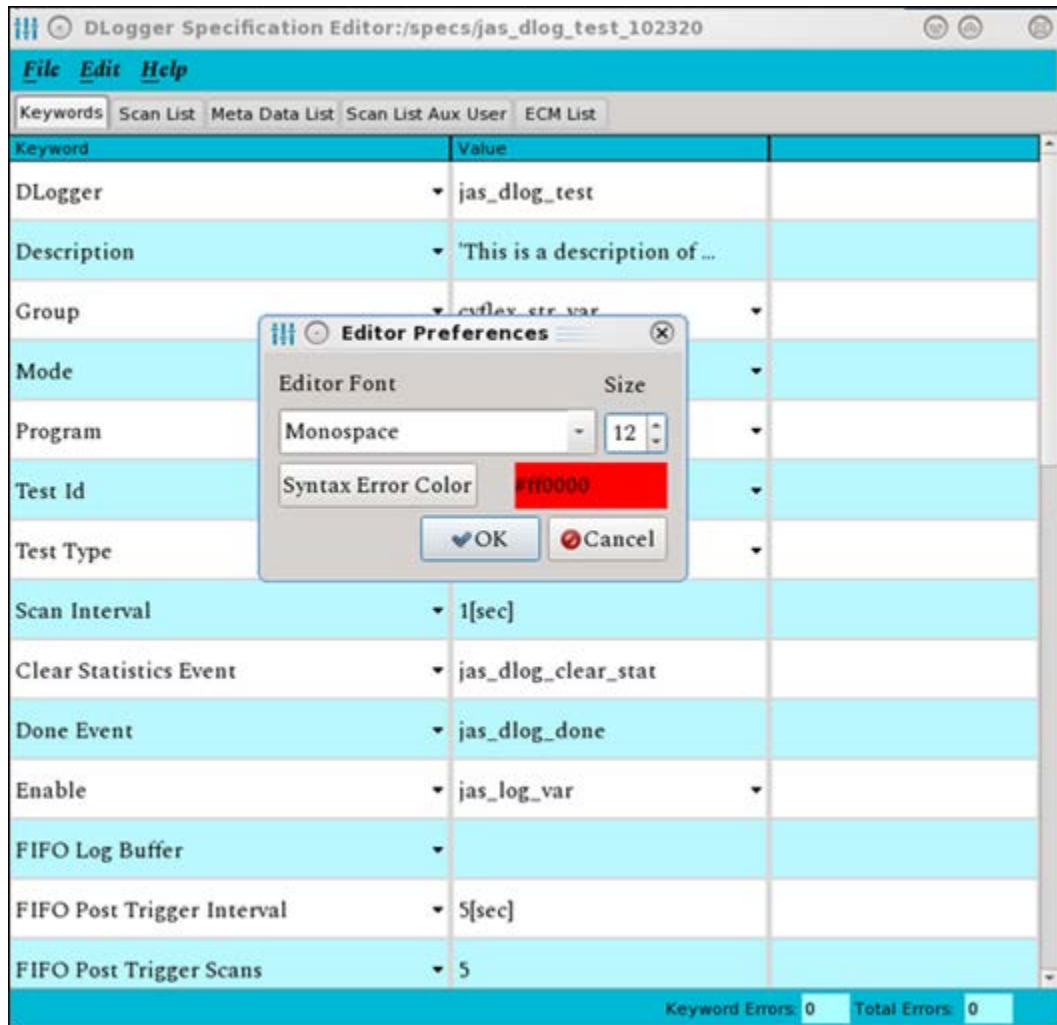 DLogger Specification Editor:/specs/jas_dlog_test_102320
File Edit Help
Keywords Scan List Meta Data List Scan List Aux User ECM List
Keyword Value
DLogger jas_dlog_test
Description 'This is a description of ...
Group cyflex_str_var
Mode
Program
Test Id
Test Type
Editor Preferences
Editor Font Size
Monospace 12
Syntax Error Color #ff0000
OK Cancel
Scan Interval 1[sec]
Clear Statistics Event jas_dlog_clear_stat
Done Event jas_dlog_done
Enable jas_log_var
FIFO Log Buffer
FIFO Post Trigger Interval 5[sec]
FIFO Post Trigger Scans 5
Keyword Errors: 0 Total Errors: 0